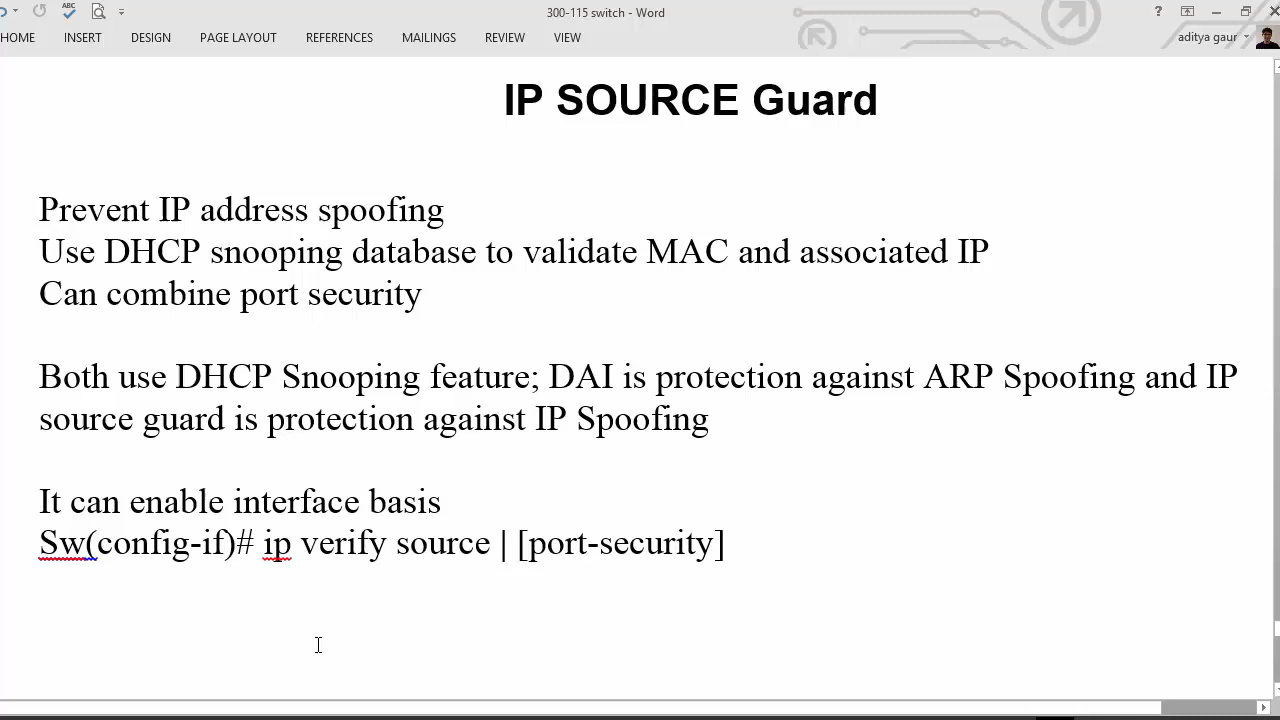 300-115 switch - Word
?
HOME INSERT DESIGN PAGE LAYOUT REFERENCES MAILINGS REVIEW VIEW aditya gaur
ABC
IP SOURCE Guard
Prevent IP address spoofing
Use DHCP snooping database to validate MAC and associated IP
Can combine port security
Both use DHCP Snooping feature; DAI is protection against ARP Spoofing and IP
source guard is protection against IP Spoofing
It can enable interface basis
Sw(config-if)# ip verify source | [port-security]